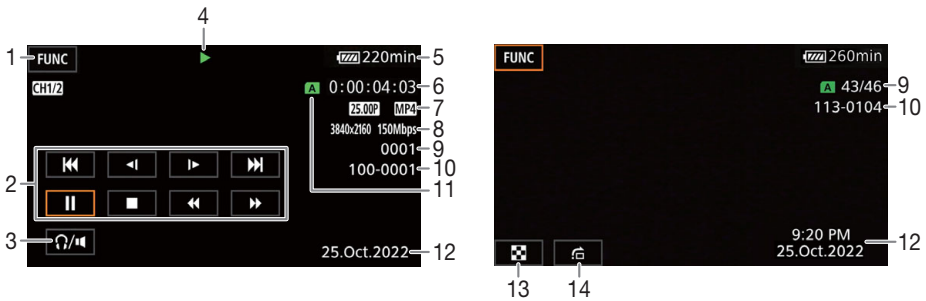 4
1 FUNC 220min 5
CH1/2 A 0:00:04:03 6
25.00P MP4 7
3840x2160 150Mbps 8
0001 9
100-0001 10
11
2
3
25.Oct.2022 12
FUNC 260min
A 43/46 9
113-0104 10
9:20 PM
25.Oct.2022 12
13 14